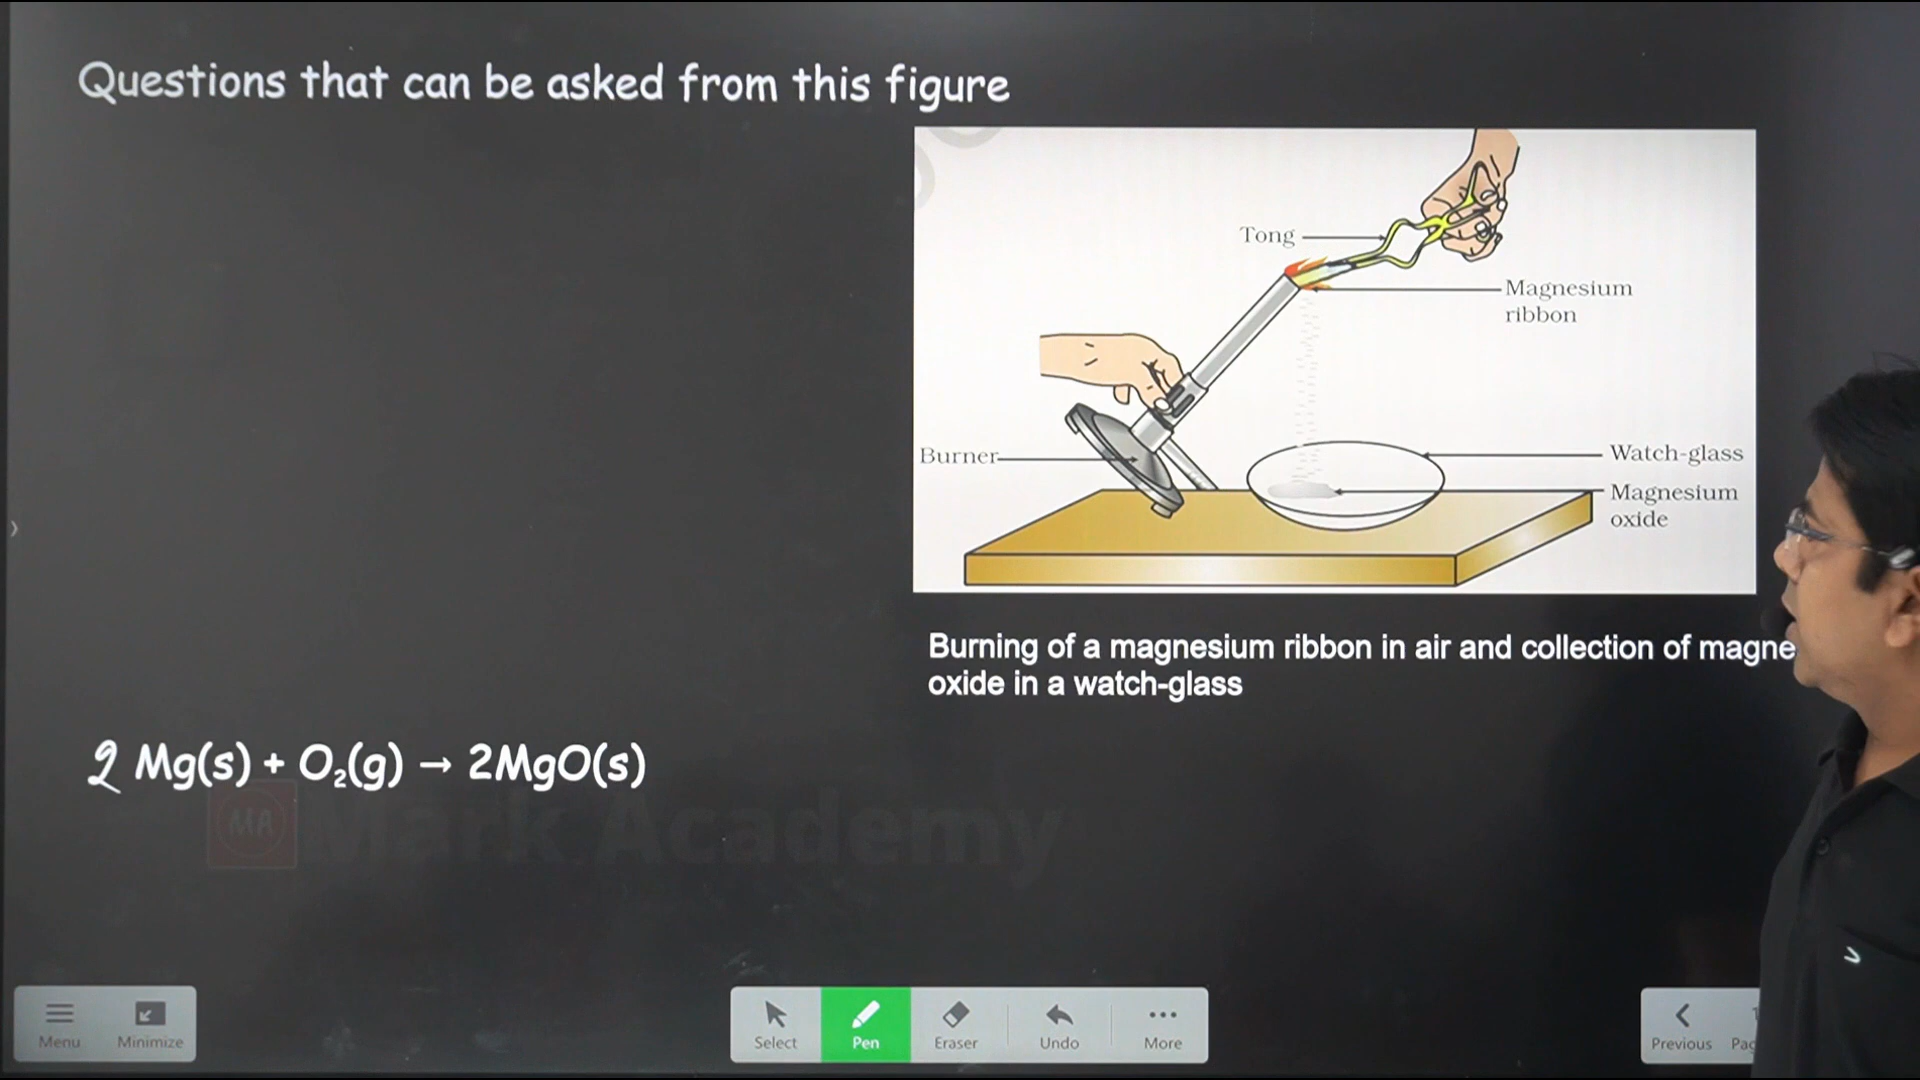 Questions that can be asked from this figure
Tong
Magnesium
ribbon
Burner
Watch-glass
Magnesium
oxide
Burning of a magnesium ribbon in air and collection of magne
oxide in a watch-glass
2 Mg(s) + O₂(g) → 2MgO(s)
MA Mark Academy
Menu
Minimize
Select
Pen
Eraser
Undo
More
Previous